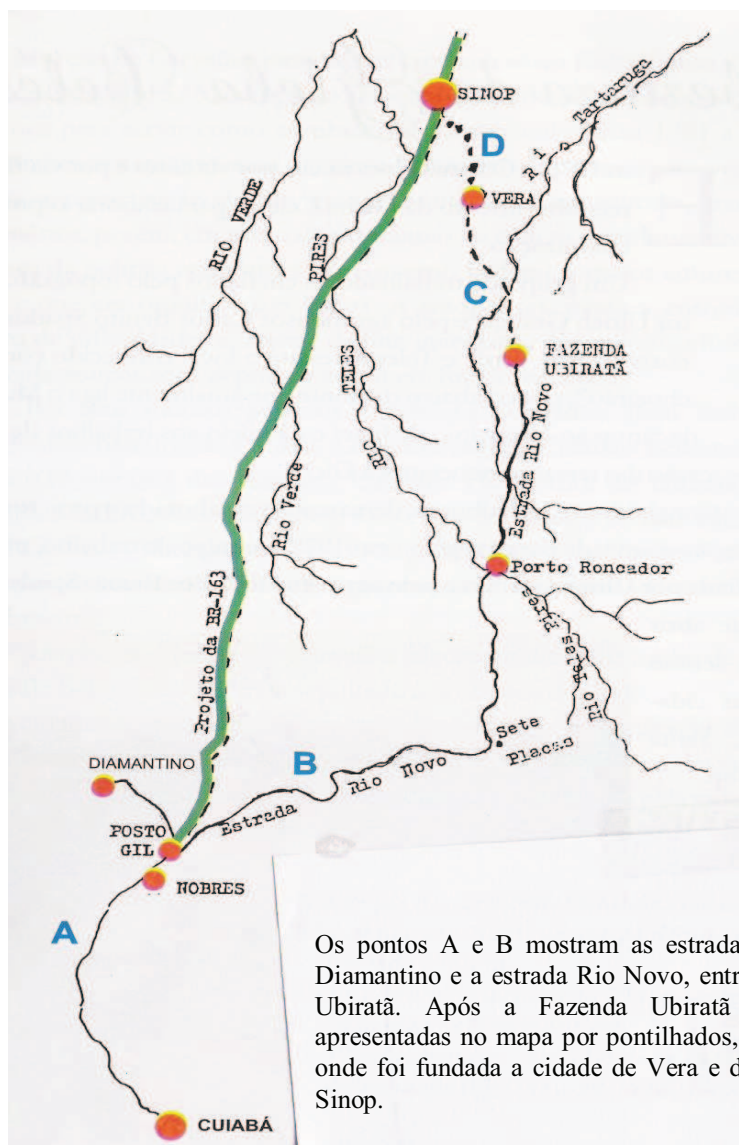 SINOP
D
Rio Tartaruga
VERA
RIO VERDE
PIRES
C
FAZENDA
UBIRATÃ
TELES
RIO
Estrada Rio Novo
Rio Verde
Porto Roncador
Projeto da BR-163
Rio Teles Pires
Sete
Placas
DIAMANTINO
B
Estrada Rio Novo
POSTO
GIL
NOBRES
A
Os pontos A e B mostram as estrada
Diamantino e a estrada Rio Novo, entr
Ubiratã. Após a Fazenda Ubiratã
apresentadas no mapa por pontilhados,
onde foi fundada a cidade de Vera e d
Sinop.
CUIABÁ